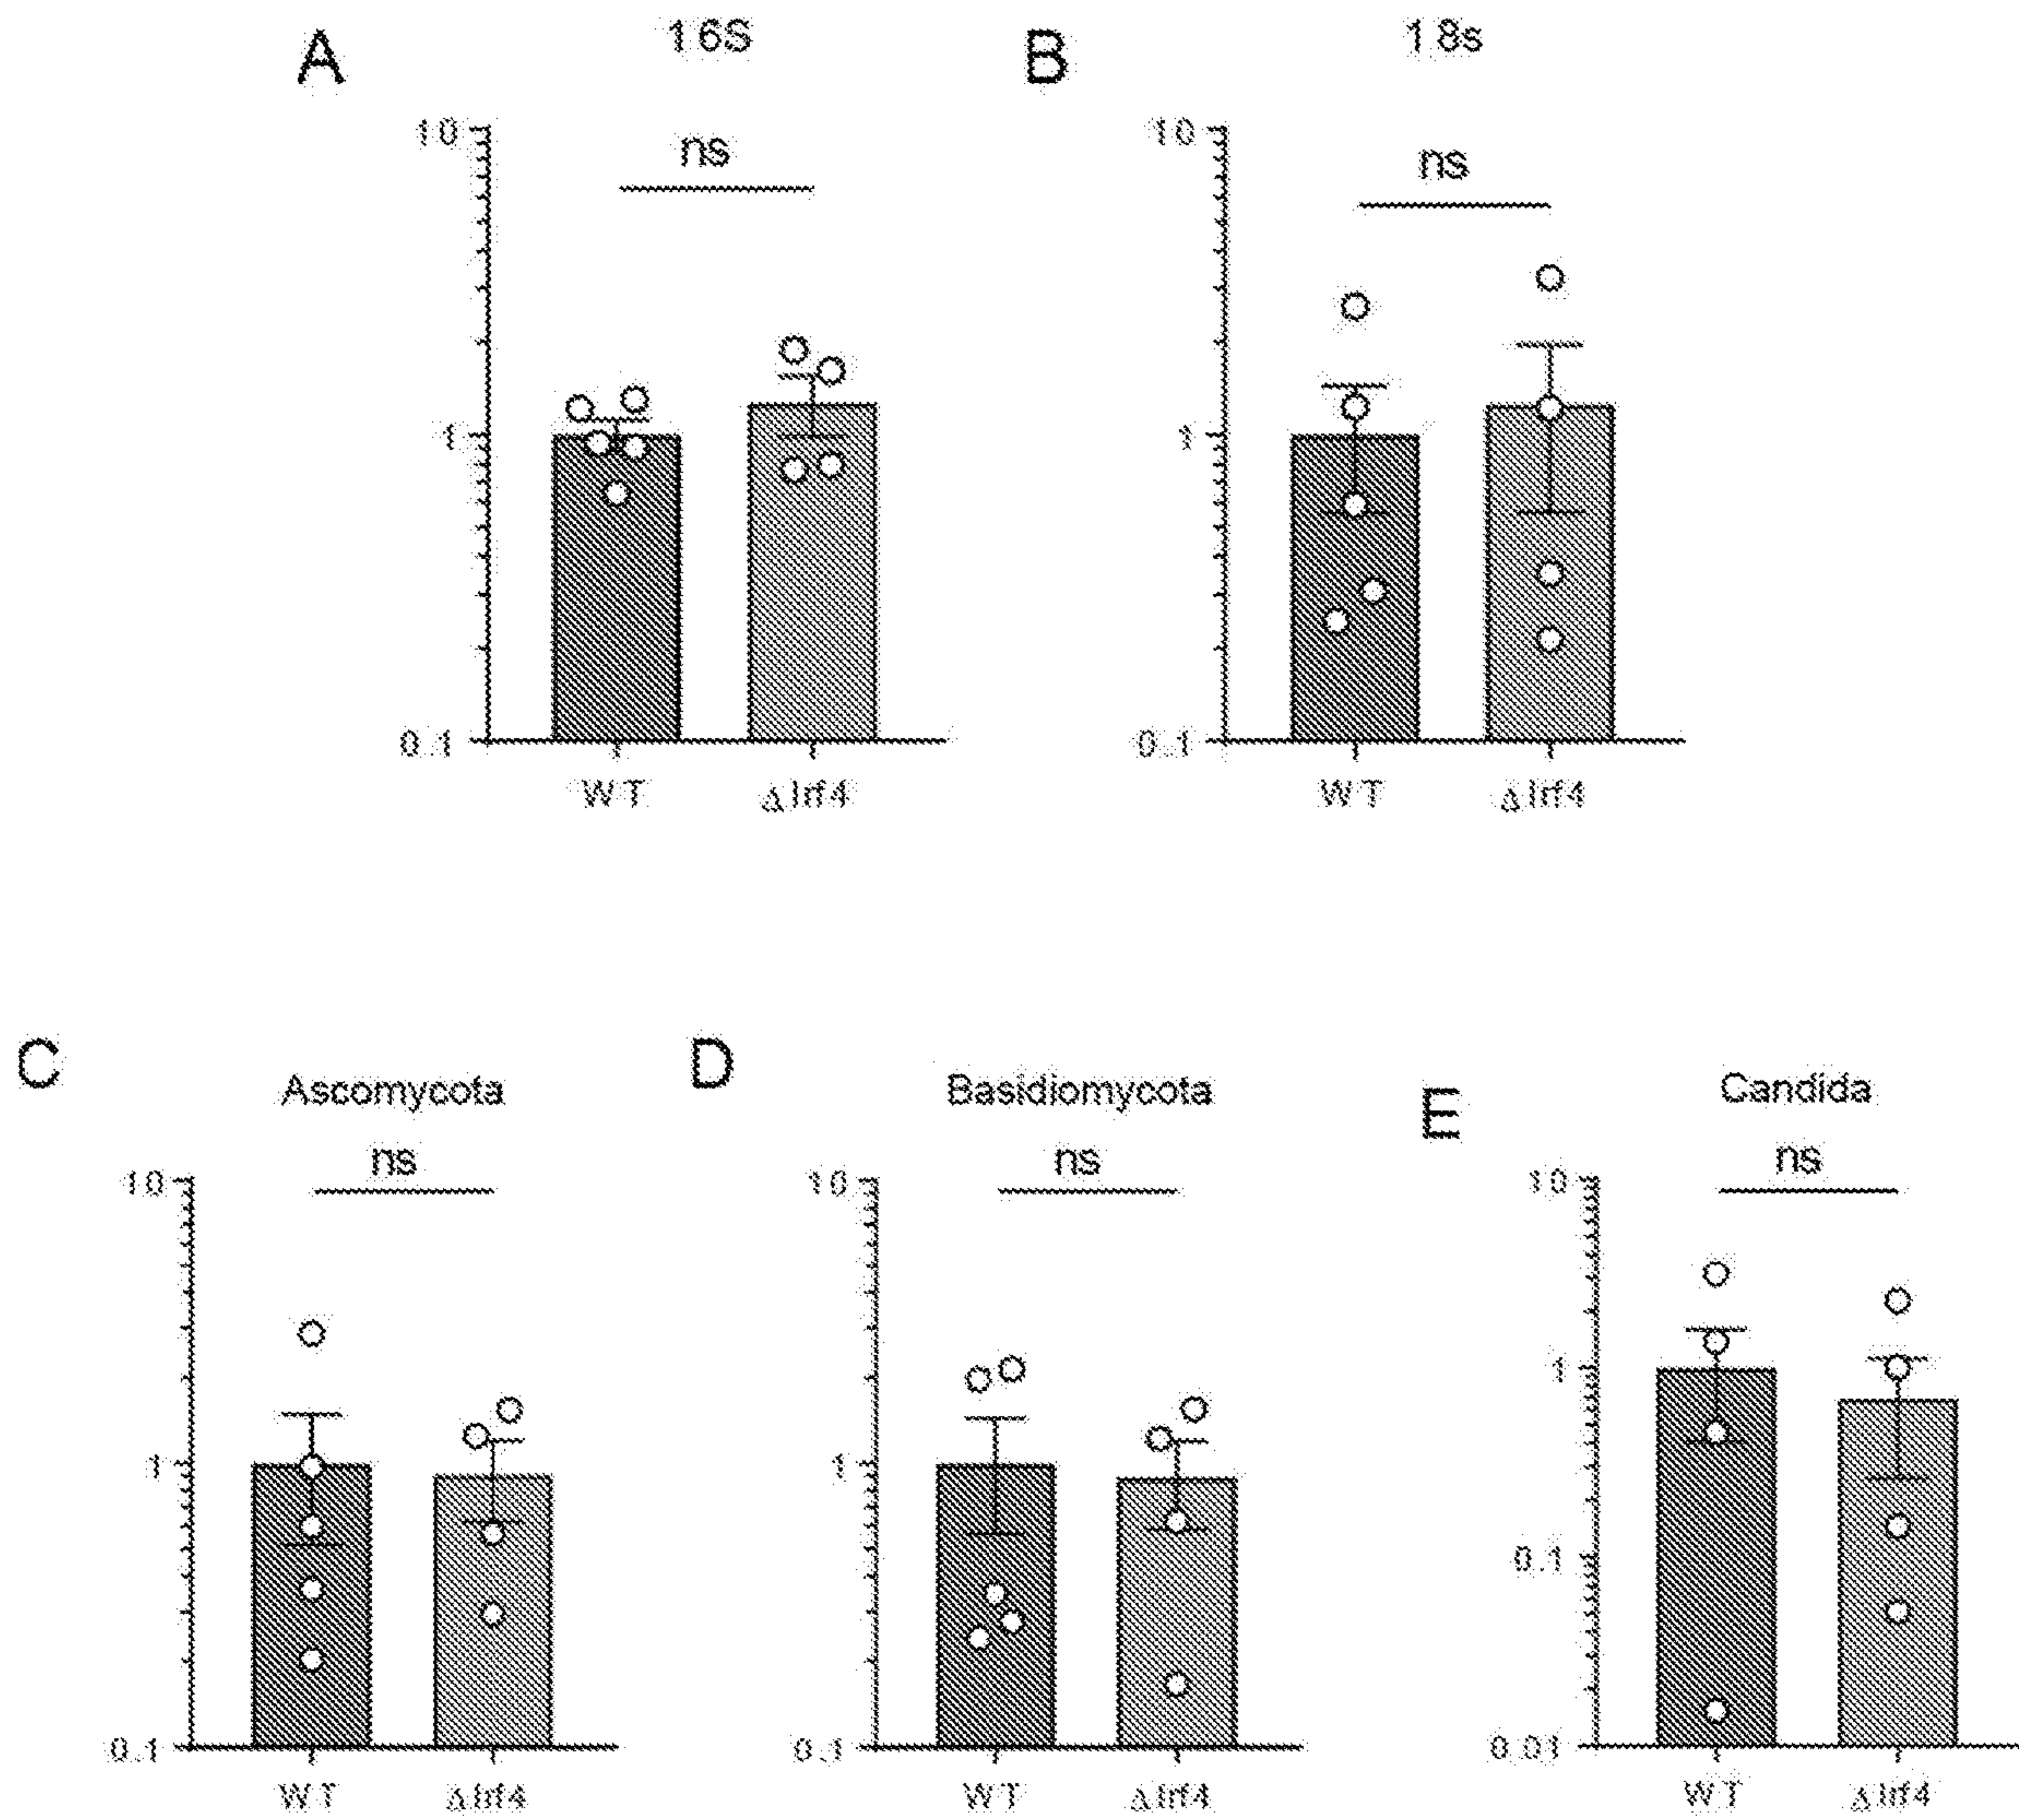 A
16S
10
ns
1
0.1
WT
ΔIrf4
B
18s
10
ns
1
0.1
WT
ΔIrf4
C
Ascomycota
ns
10
1
0.1
WT
ΔIrf4
D
Basidiomycota
ns
10
1
0.1
WT
ΔIrf4
E
Candida
ns
10
1
0.1
0.01
WT
ΔIrf4